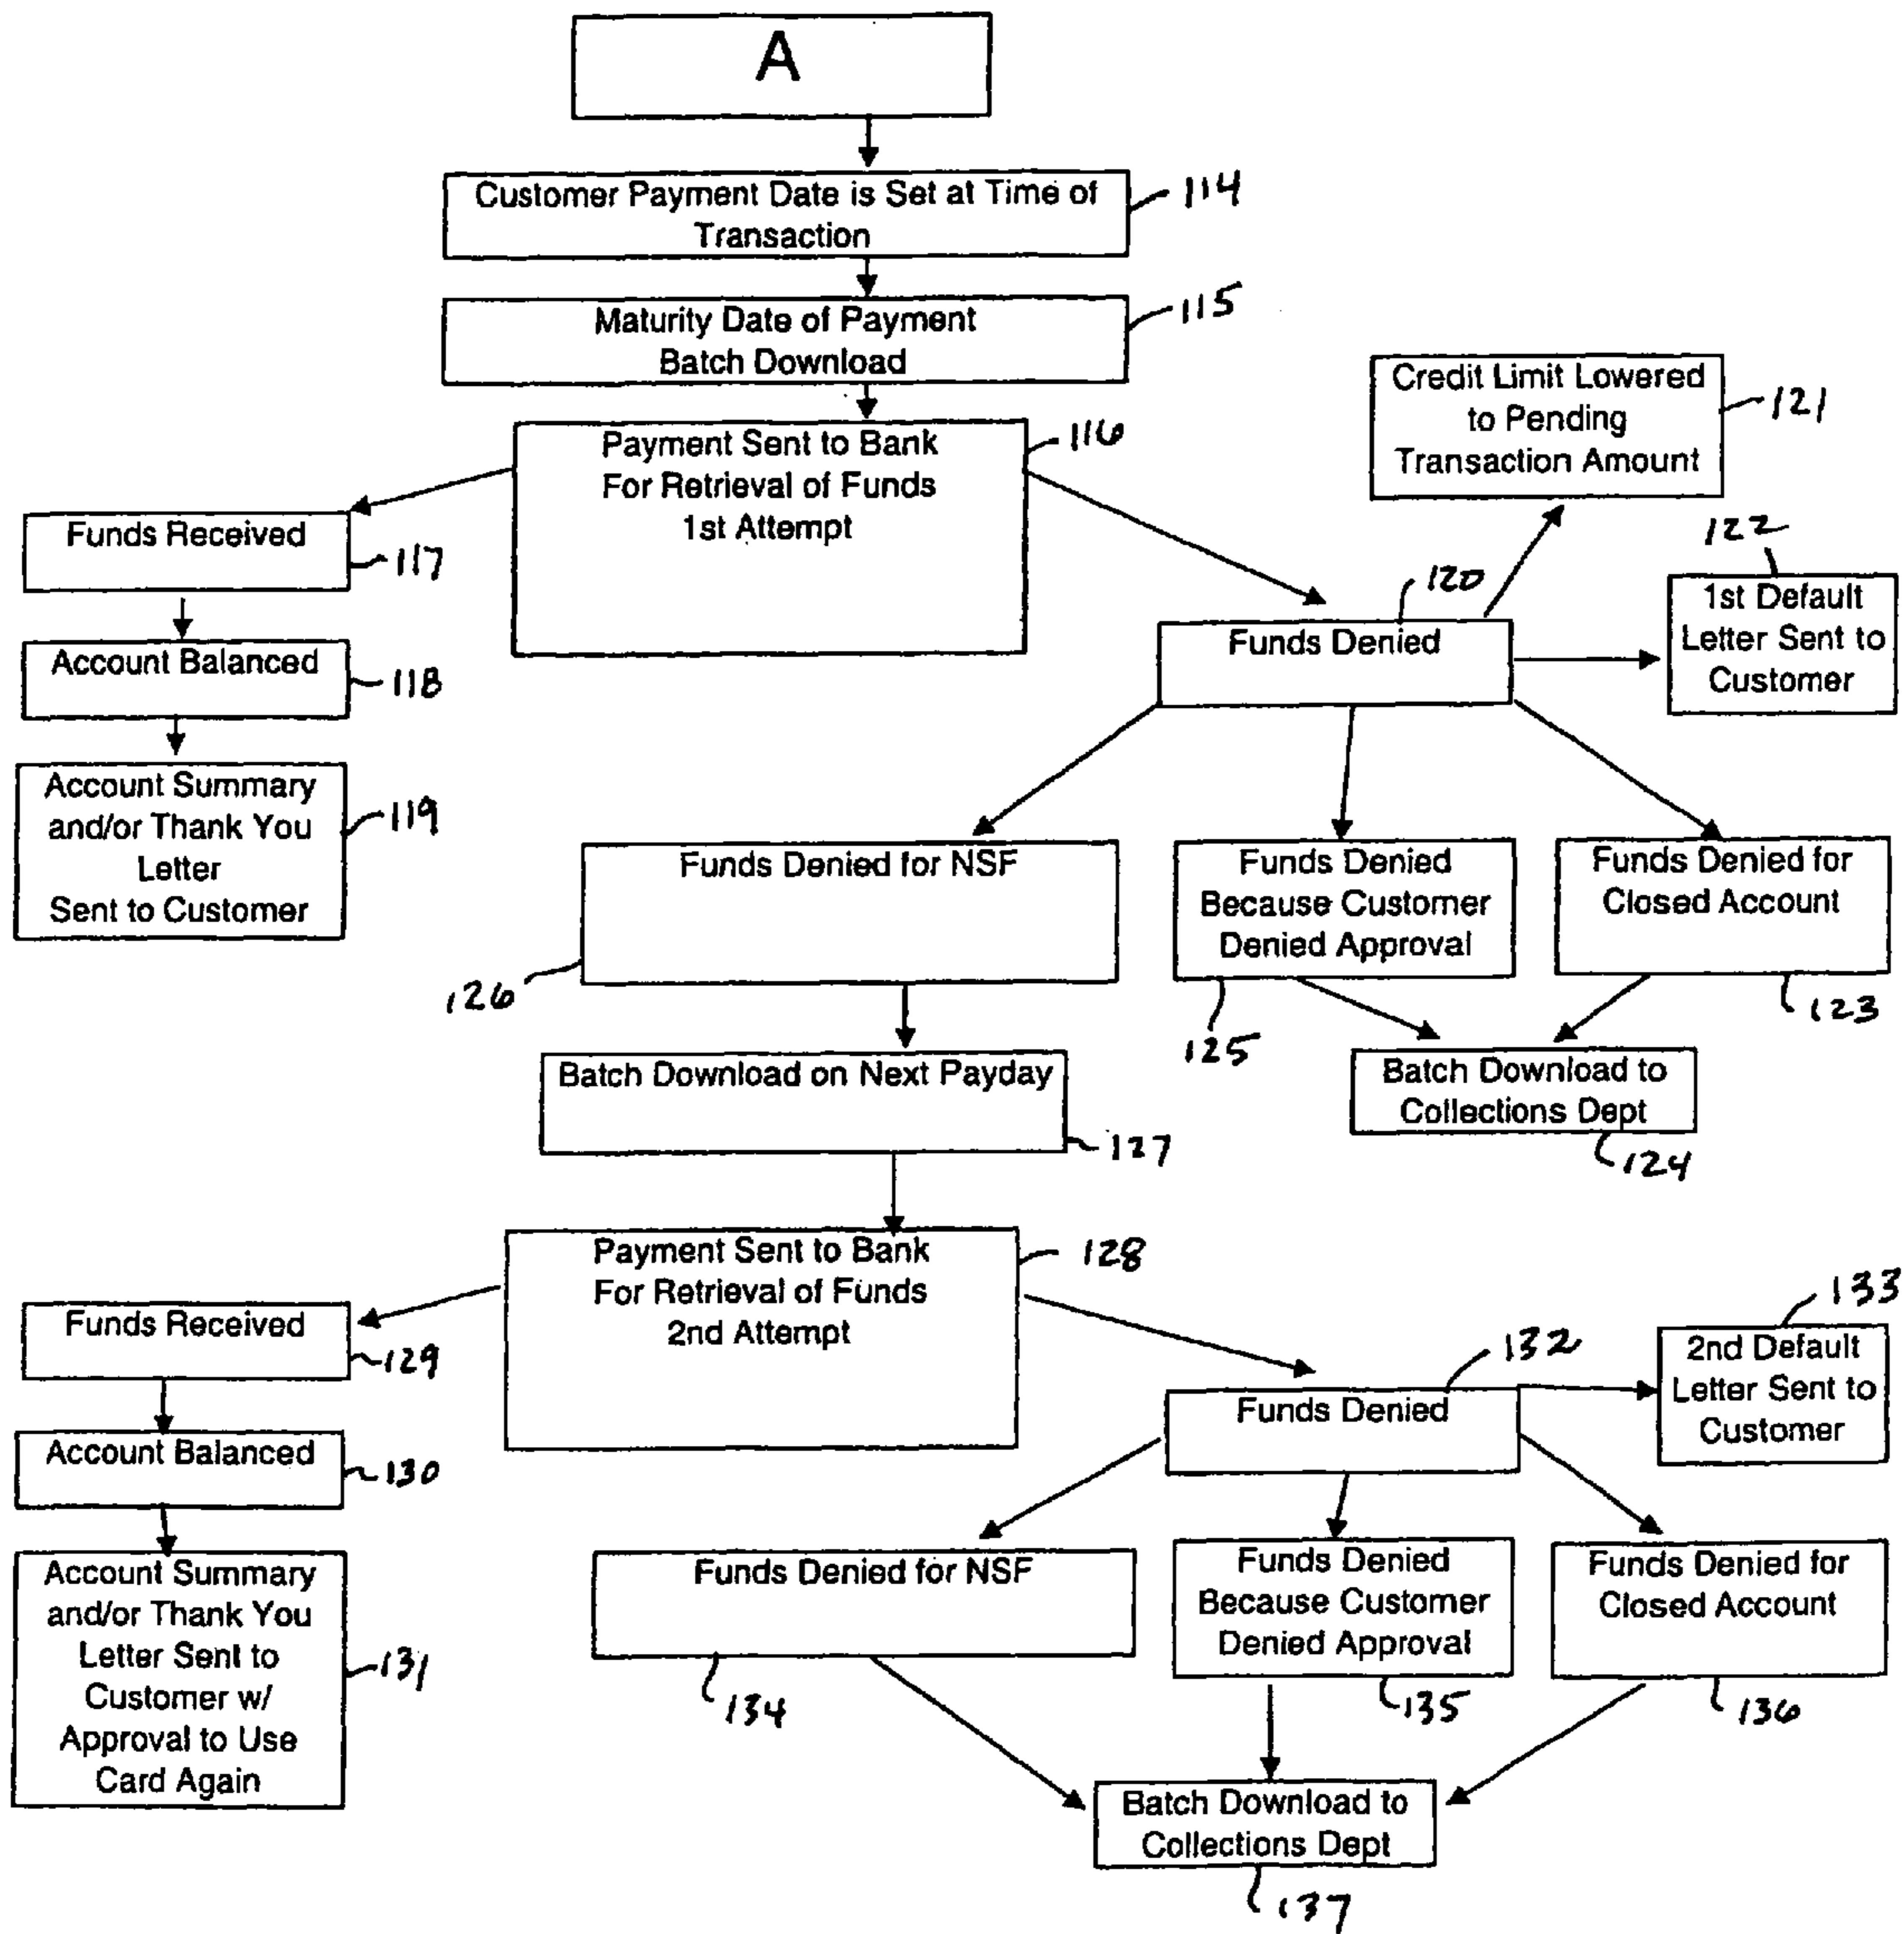 A
Customer Payment Date is Set at Time of
Transaction
114
Maturity Date of Payment
Batch Download
115
Payment Sent to Bank
For Retrieval of Funds
1st Attempt
116
Credit Limit Lowered
to Pending
Transaction Amount
121
Funds Received
117
122
1st Default
Letter Sent to
Customer
120
Funds Denied
Account Balanced
118
Account Summary
and/or Thank You
Letter
Sent to Customer
119
Funds Denied for NSF
126
Funds Denied
Because Customer
Denied Approval
125
Funds Denied for
Closed Account
123
Batch Download on Next Payday
127
Batch Download to
Collections Dept
124
Payment Sent to Bank
For Retrieval of Funds
2nd Attempt
128
Funds Received
129
133
2nd Default
Letter Sent to
Customer
132
Funds Denied
Account Balanced
130
Account Summary
and/or Thank You
Letter Sent to
Customer w/
Approval to Use
Card Again
131
Funds Denied for NSF
134
Funds Denied
Because Customer
Denied Approval
135
Funds Denied for
Closed Account
136
Batch Download to
Collections Dept
137